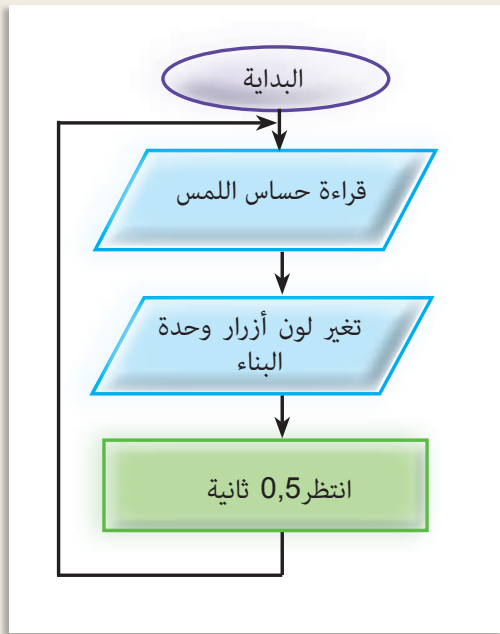 البداية
قراءة حساس اللمس
تغير لون أزرار وحدة
البناء
انتظر0,5 ثانية